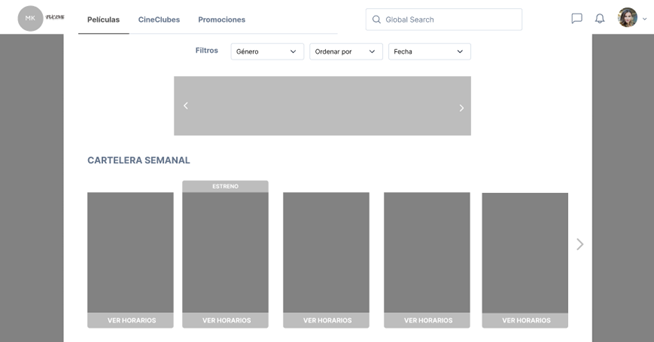 MK
Películas
CineClubes
Promociones
Global Search
Filtros
Género
Ordenar por
Fecha
CARTELERA SEMANAL
ESTRENO
VER HORARIOS
VER HORARIOS
VER HORARIOS
VER HORARIOS
VER HORARIOS